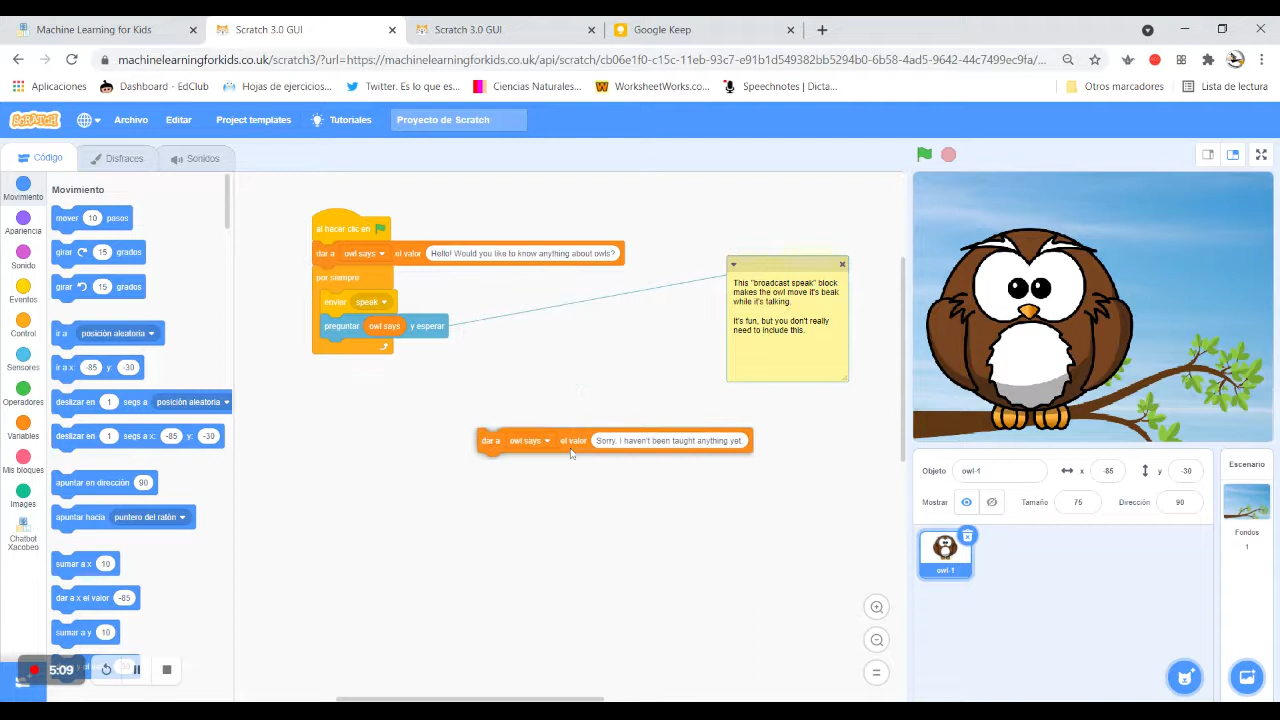 Machine Learning for Kids
Scratch 3.0 GUI
Scratch 3.0 GUI
Google Keep
machinelearningforkids.co.uk/scratch3/?url=https://machinelearningforkids.co.uk/api/scratch/cb06e1f0-c15c-11eb-93c7-e91b1d549382bb5294b0-6b58-4ad5-9642-44c7499ec9fa/...
Aplicaciones
Dashboard - EdClub
Hojas de ejercicios...
Twitter. Es lo que es...
Ciencias Naturales...
WorksheetWorks.co...
Speechnotes | Dicta...
Otros marcadores
Lista de lectura
SCRATCH
Archivo
Editar
Project templates
Tutoriales
Proyecto de Scratch
Código
Disfraces
Sonidos
Movimiento
Apariencia
Sonido
Eventos
Control
Sensores
Operadores
Variables
Mis bloques
Images
Chatbot
Xacobeo
Movimiento
mover 10 pasos
girar 15 grados
girar 15 grados
ir a posición aleatoria
ir a x: -85 y: -30
deslizar en 1 segs a posición aleatoria
deslizar en 1 segs a x: -85 y: -30
apuntar en dirección 90
apuntar hacia puntero del ratón
sumar a x 10
dar a x el valor -85
sumar a y 10
5:09
al hacer clic en
dar a owl says el valor Hello! Would you like to know anything about owls?
por siempre
enviar speak
preguntar owl says y esperar
This "broadcast speak" block
makes the owl move it's beak
while it's talking.
It's fun, but you don't really
need to include this.
dar a owl says el valor Sorry. I haven't been taught anything yet.
Objeto
owl-1
x
-85
y
-30
Mostrar
Tamaño
75
Dirección
90
owl-1
Escenario
Fondos
1